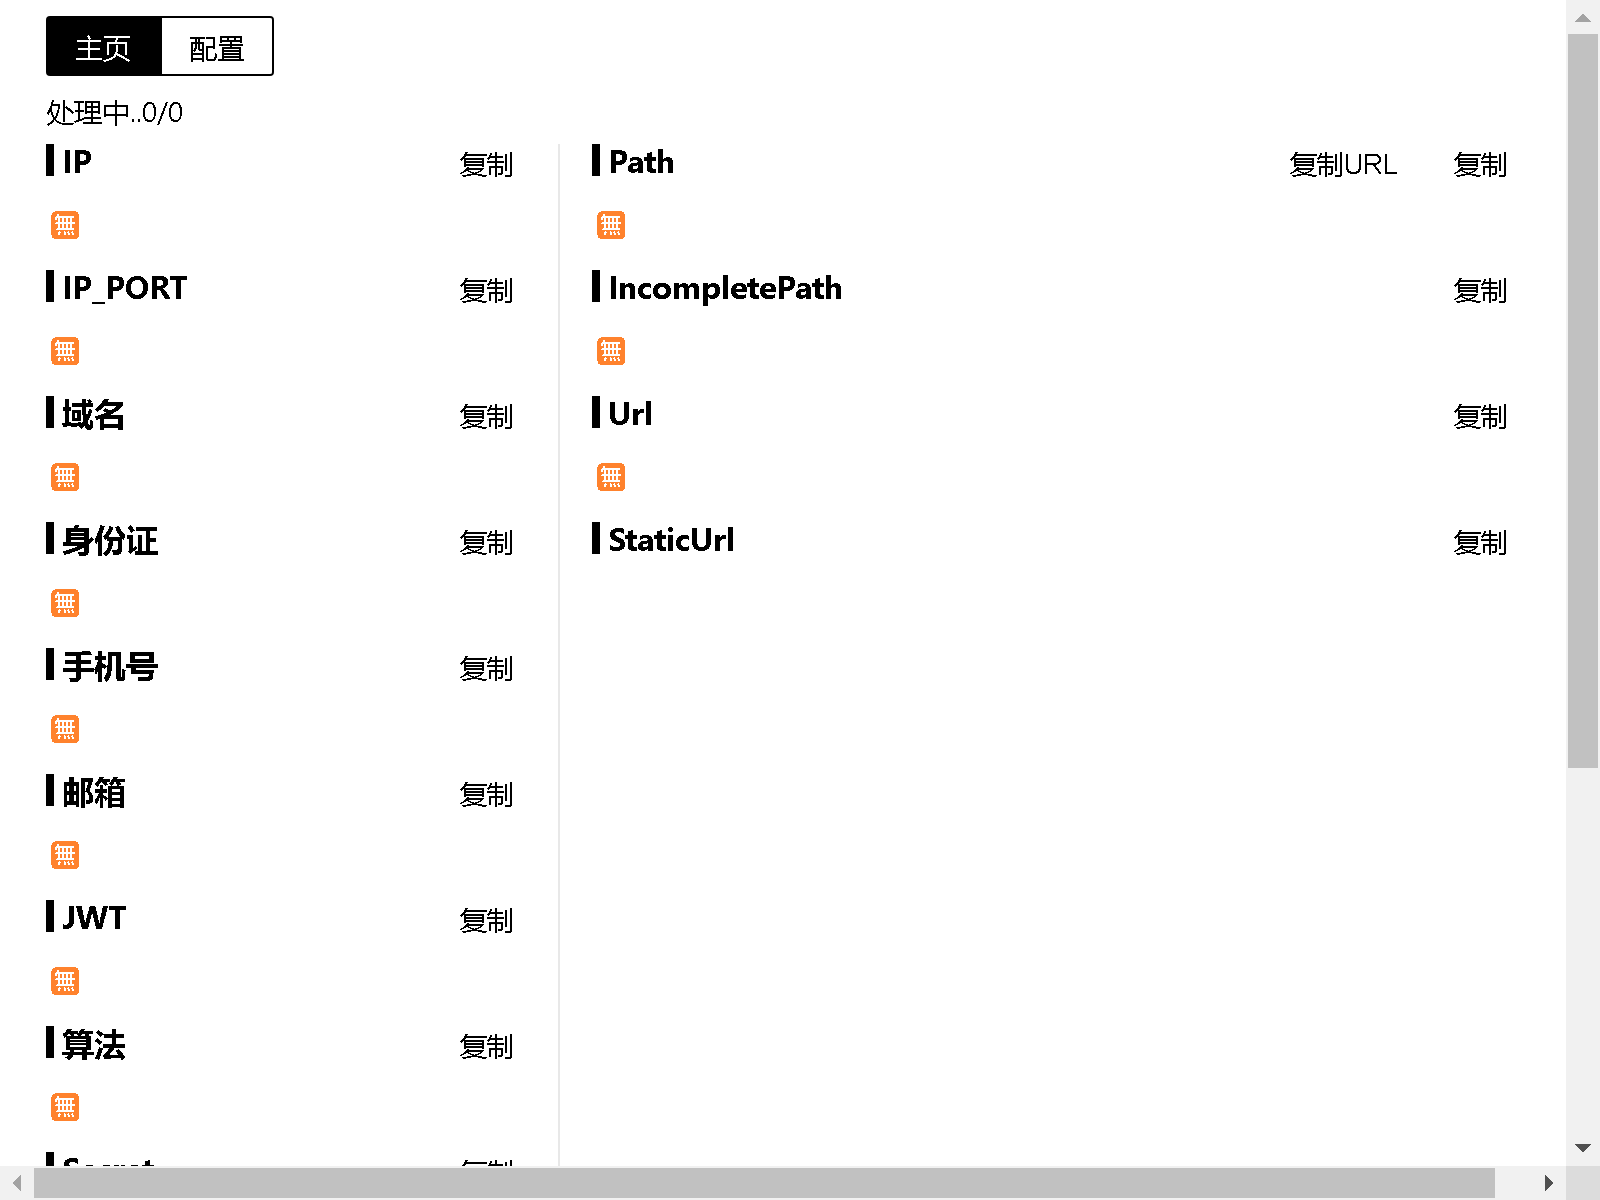 主页 配置
处理中..0/0
IP 复制
🈚
IP_PORT 复制
🈚
域名 复制
🈚
身份证 复制
🈚
手机号 复制
🈚
邮箱 复制
🈚
JWT 复制
🈚
算法 复制
🈚
Secret 复制
Path 复制URL 复制
🈚
IncompletePath 复制
🈚
Url 复制
🈚
StaticUrl 复制